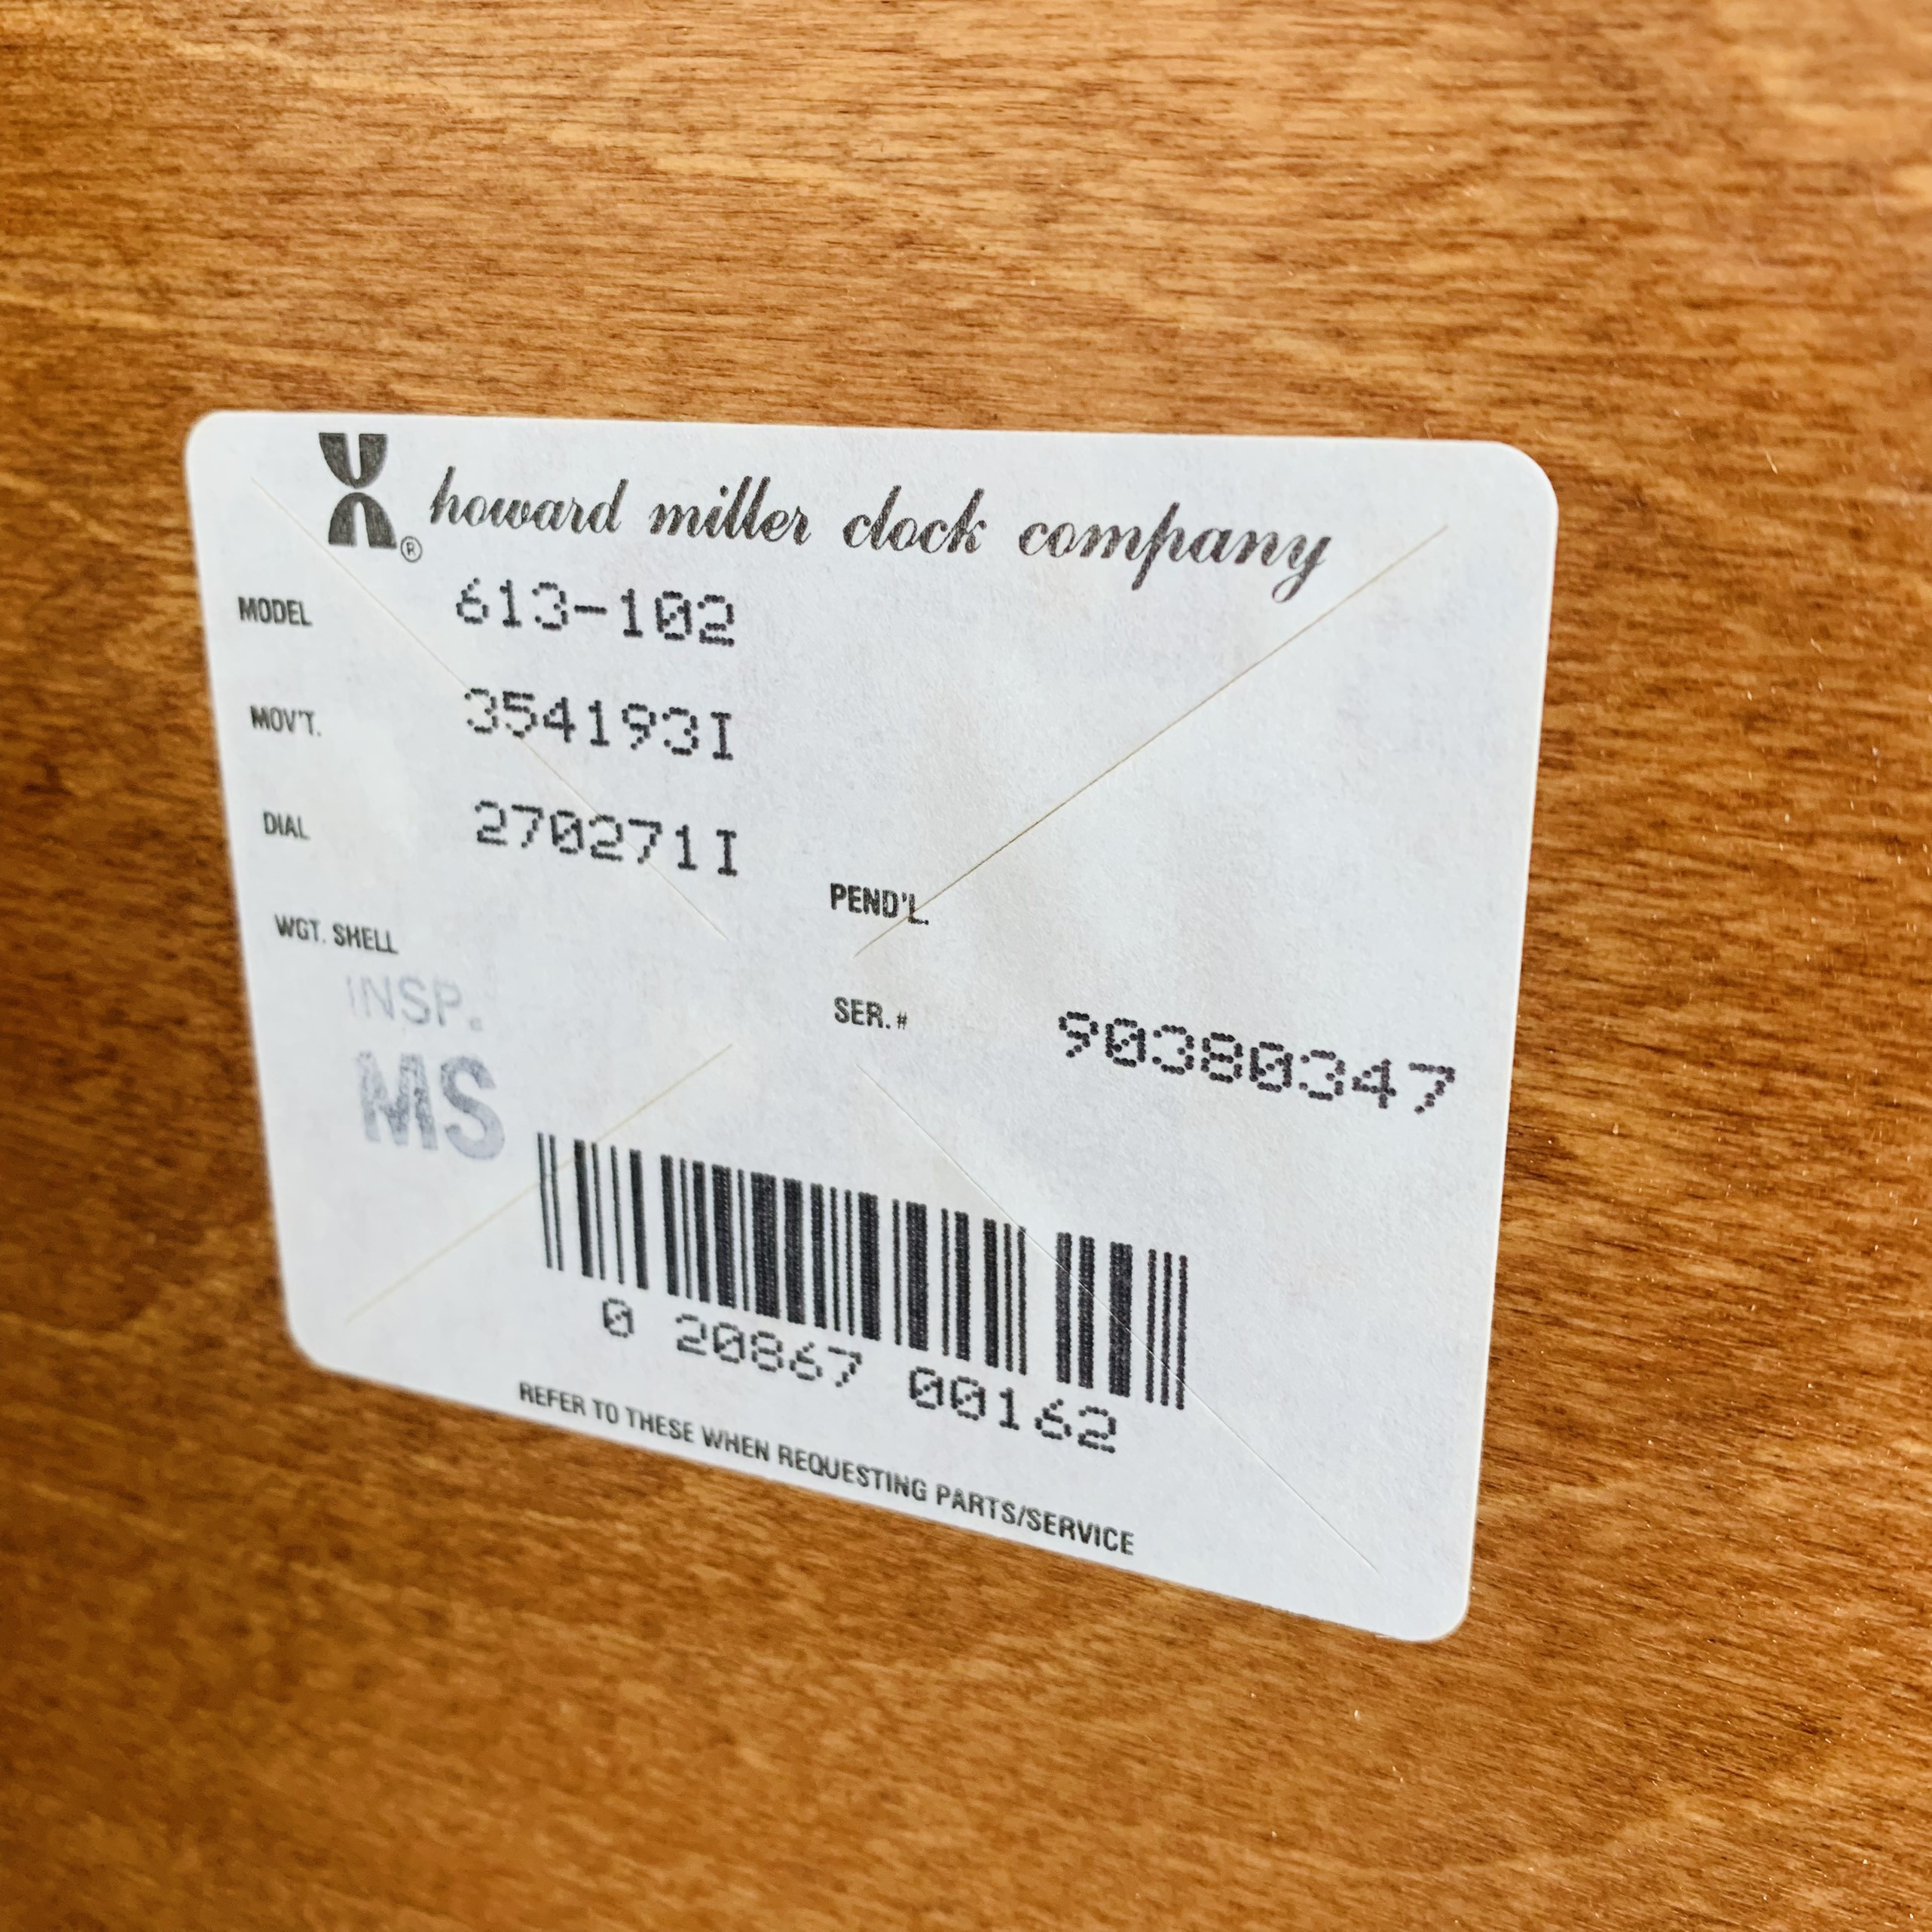 ® howard miller clock company
MODEL 613-102
MOV'T. 354193I
DIAL 270271I
PEND'L.
WGT. SHELL
INSP.
MS
SER.# 90380347
0 20867 00162
REFER TO THESE WHEN REQUESTING PARTS/SERVICE